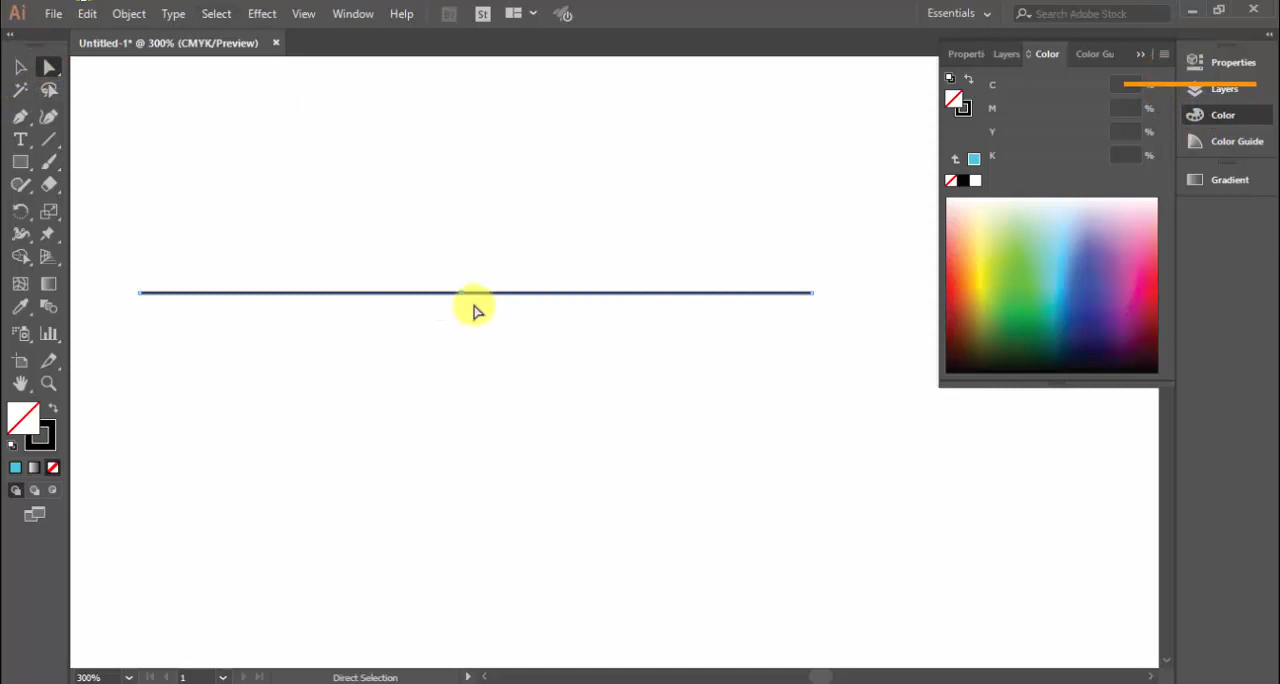 Ai File Edit Object Type Select Effect View Window Help Br St Essentials Search Adobe Stock
Untitled-1* @ 300% (CMYK/Preview) ×
Properti Layers Color Color Gu
C %
M %
Y %
K %
Properties
Layers
Color
Color Guide
Gradient
300% 1 Direct Selection